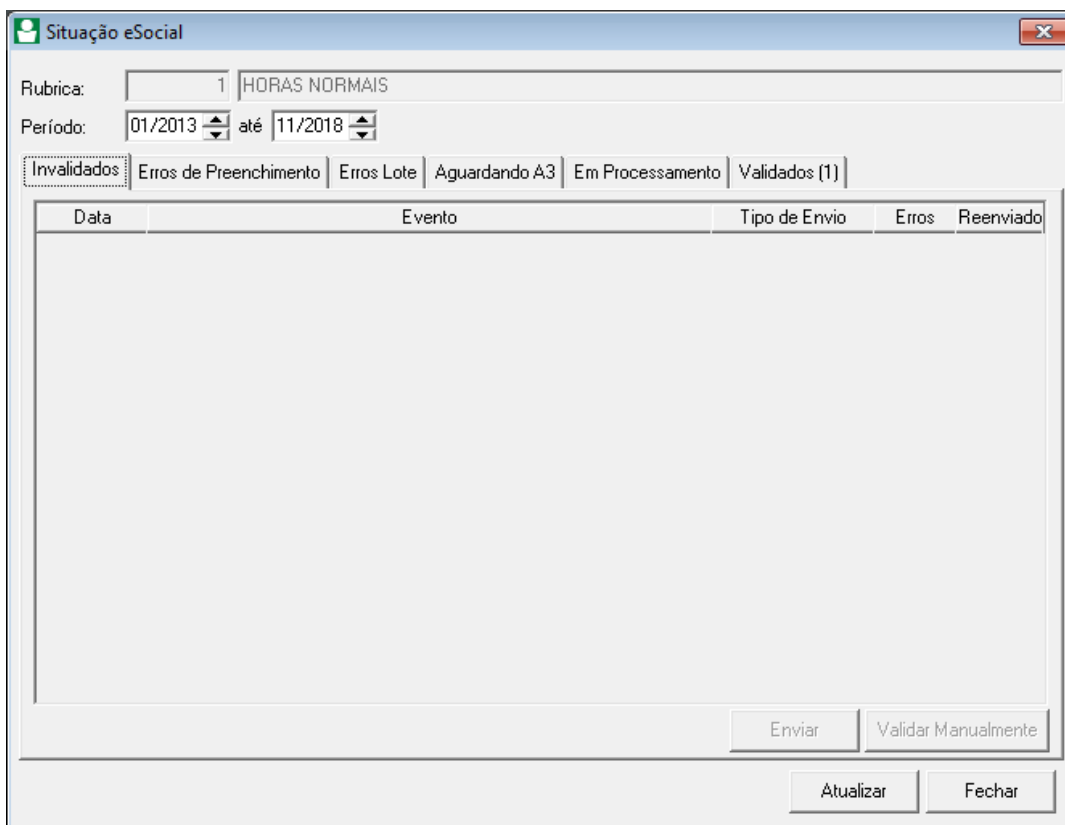 Situação eSocial
Rubrica: 1 HORAS NORMAIS
Período: 01/2013 até 11/2018
Invalidados Erros de Preenchimento Erros Lote Aguardando A3 Em Processamento Validados (1)
Data Evento Tipo de Envio Erros Reenviado
Enviar Validar Manualmente
Atualizar Fechar